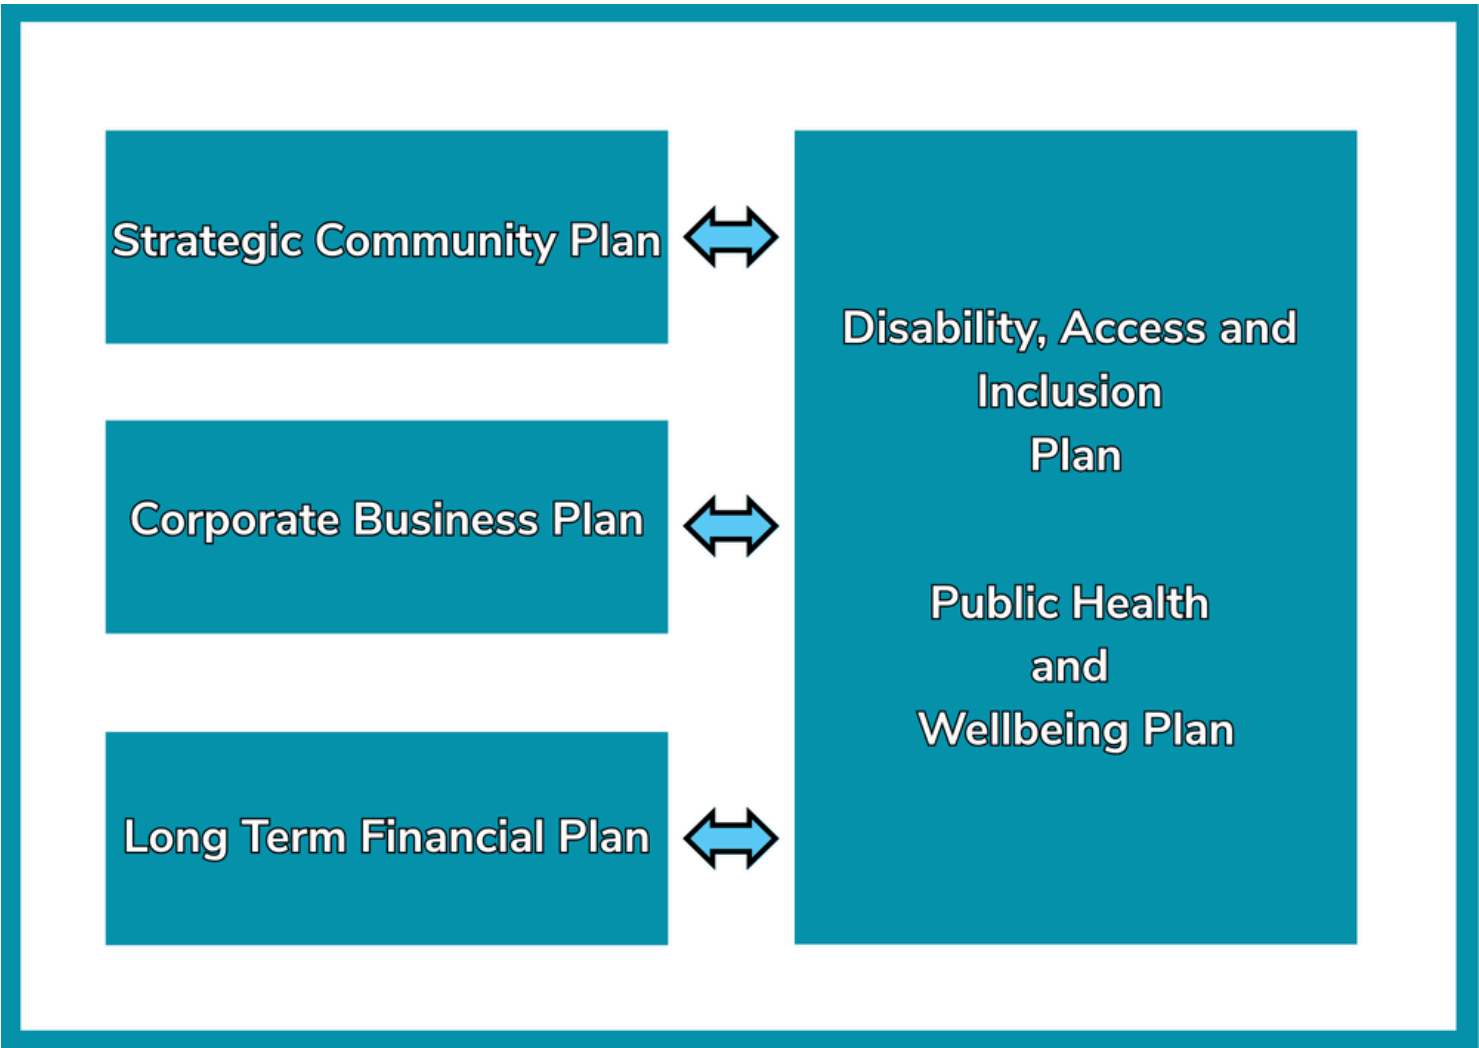 Strategic Community Plan
Corporate Business Plan
Long Term Financial Plan
Disability, Access and
Inclusion
Plan
Public Health
and
Wellbeing Plan